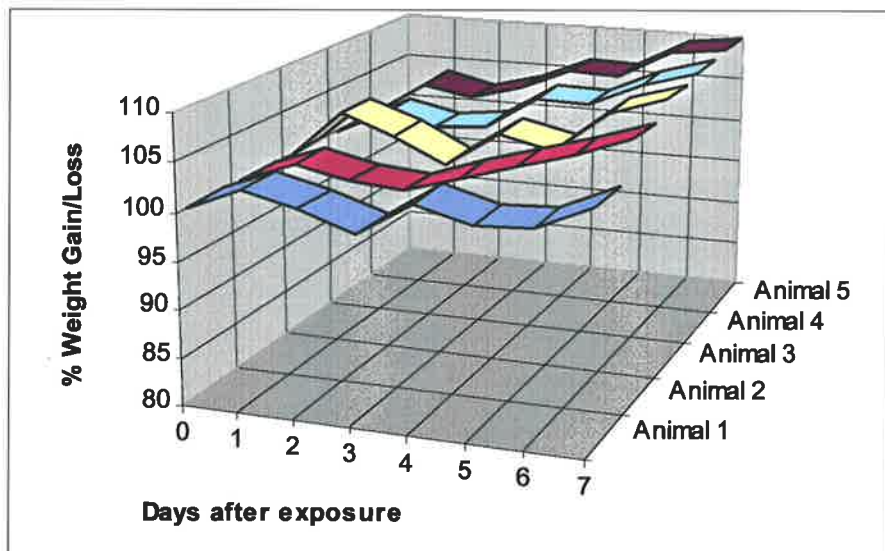 110
105
100
95
90
85
80
% Weight Gain/Loss
0
1
2
3
4
5
6
7
Days after exposure
Animal 5
Animal 4
Animal 3
Animal 2
Animal 1